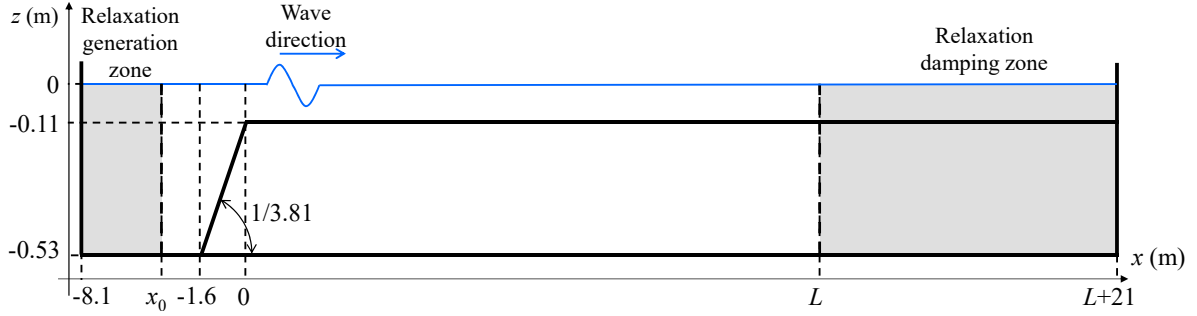 z (m)
Relaxation
generation
zone
Wave
direction
Relaxation
damping zone
0
-0.11
1/3.81
-0.53
x (m)
-8.1
x0
-1.6
0
L
L+21